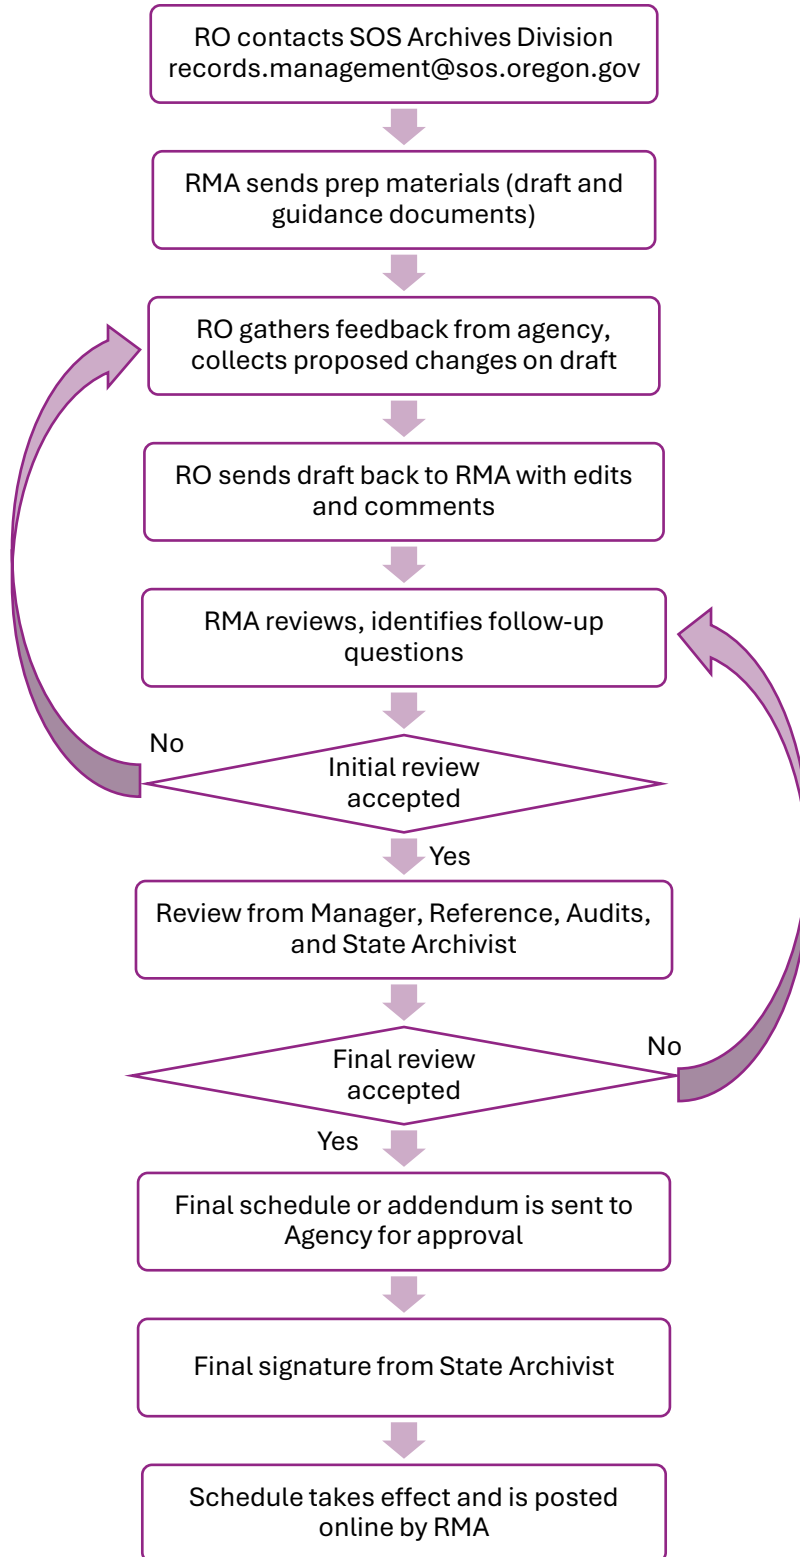 RO contacts SOS Archives Division
records.management@sos.oregon.gov
RMA sends prep materials (draft and
guidance documents)
RO gathers feedback from agency,
collects proposed changes on draft
RO sends draft back to RMA with edits
and comments
RMA reviews, identifies follow-up
questions
No
Initial review
accepted
Yes
Review from Manager, Reference, Audits,
and State Archivist
No
Final review
accepted
Yes
Final schedule or addendum is sent to
Agency for approval
Final signature from State Archivist
Schedule takes effect and is posted
online by RMA